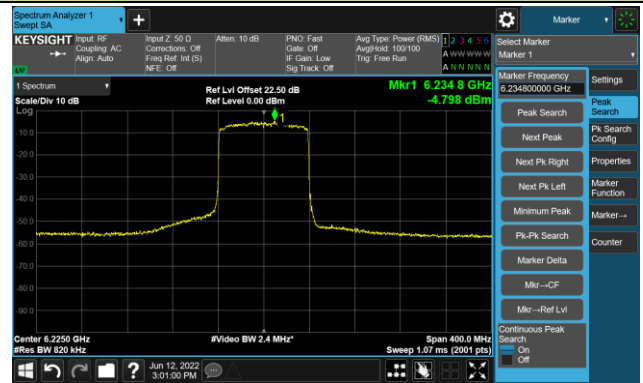 Spectrum Analyzer 1
Swept SA
Marker
KEYSIGHT
Input: RF
Coupling: AC
Align: Auto
Input Z: 50 Ω
Corrections: Off
Freq Ref: Int (S)
NFE: Off
Atten: 10 dB
PNO: Fast
Gate: Off
IF Gain: Low
Sig Track: Off
Avg Type: Power (RMS)
Avg|Hold: 100/100
Trig: Free Run
1 2 3 4 5 6
A W W W W W
A N N N N N
Select Marker
Marker 1
1 Spectrum
Scale/Div 10 dB
Ref Lvl Offset 22.50 dB
Ref Level 0.00 dBm
Mkr1 6.234 8 GHz
-4.798 dBm
Log
1
-10.0
-20.0
-30.0
-40.0
-50.0
-60.0
-70.0
-80.0
-90.0
Center 6.2250 GHz
#Res BW 820 kHz
#Video BW 2.4 MHz*
Span 400.0 MHz
Sweep 1.07 ms (2001 pts)
Marker Frequency
6.234800000 GHz
Peak Search
Next Peak
Next Pk Right
Next Pk Left
Minimum Peak
Pk-Pk Search
Marker Delta
Mkr→CF
Mkr→Ref Lvl
Continuous Peak
Search
On
Off
Settings
Peak
Search
Pk Search
Config
Properties
Marker
Function
Marker→
Counter
?
Jun 12, 2022
3:01:00 PM